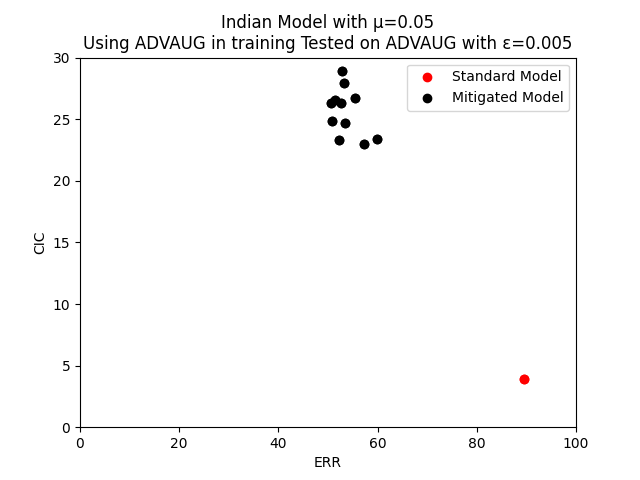 Indian Model with μ=0.05
Using ADVAUG in training Tested on ADVAUG with ε=0.005
Standard Model
Mitigated Model
CIC
30
25
20
15
10
5
0
0 20 40 60 80 100
ERR